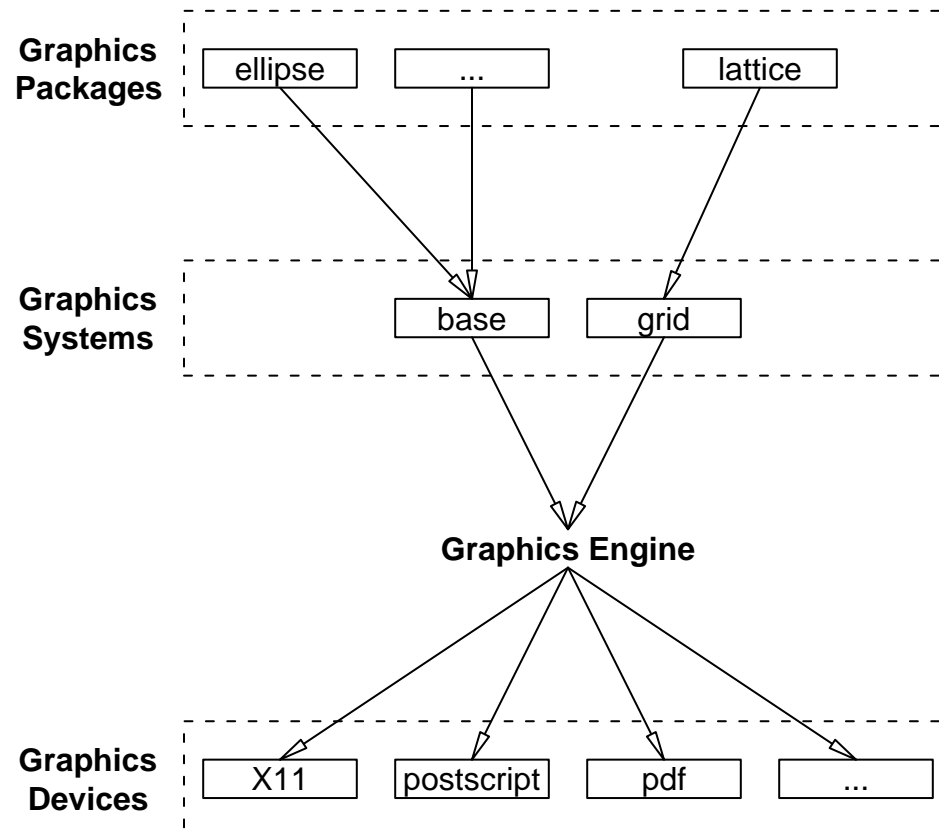 Graphics
Packages
ellipse
...
lattice
Graphics
Systems
base
grid
Graphics Engine
Graphics
Devices
X11
postscript
pdf
...